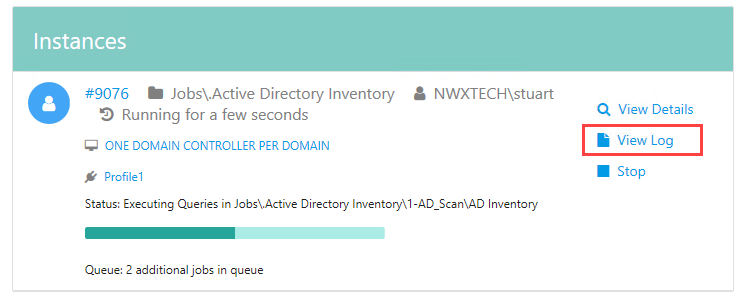 Instances
#9076 Jobs\.Active Directory Inventory NWXTECH\stuart
Running for a few seconds
ONE DOMAIN CONTROLLER PER DOMAIN
Profile1
Status: Executing Queries in Jobs\.Active Directory Inventory\1-AD_Scan\AD Inventory
Queue: 2 additional jobs in queue
View Details
View Log
Stop